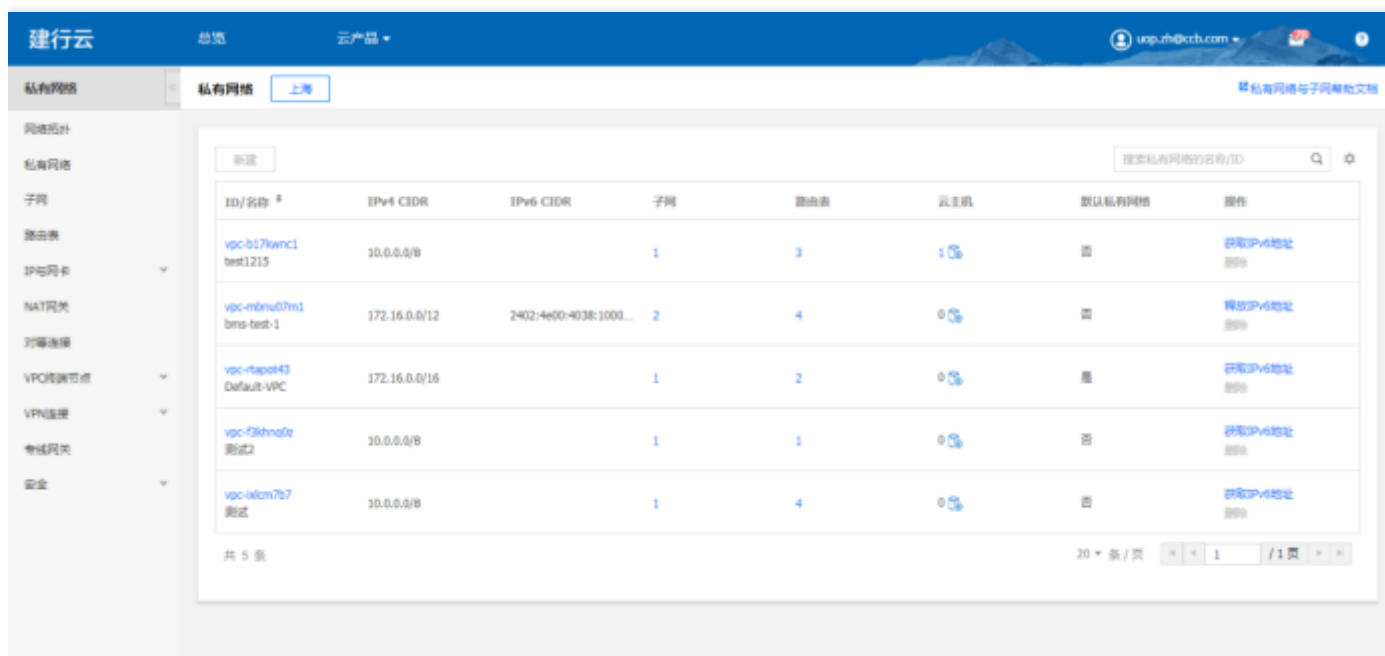 建行云 总览 云产品 uop.zh@ccb.com
私有网络 私有网络 上海 私有网络与子网帮助文档
网络拓扑
私有网络 新建 搜索私有网络的名称/ID
子网 ID/名称 IPv4 CIDR IPv6 CIDR 子网 路由表 云主机 默认私有网络 操作
路由表
IP与网卡
NAT网关
对等连接
VPC终端节点
VPN连接
专线网关
安全
vpc-b17kwnc1 10.0.0.0/8 1 3 1 否 获取IPv6地址
test1215 删除
vpc-mbnu07m1 172.16.0.0/12 2402:4e00:4038:1000... 2 4 0 否 释放IPv6地址
bms-test-1 删除
vpc-rtapot43 172.16.0.0/16 1 2 0 是 获取IPv6地址
Default-VPC 删除
vpc-f3khnq0z 10.0.0.0/8 1 1 0 否 获取IPv6地址
测试2 删除
vpc-ixlcm7b7 10.0.0.0/8 1 4 0 否 获取IPv6地址
测试 删除
共 5 条 20 条/页 1 /1页